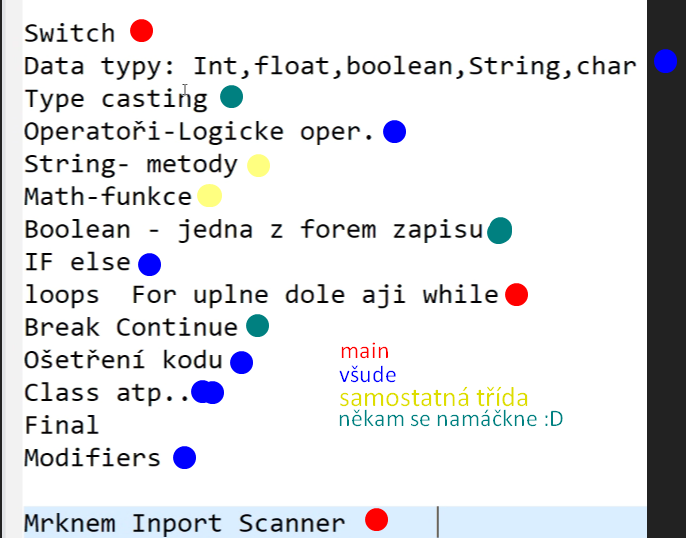 Switch
Data typy: Int,float,boolean,String,char
Type casting
Operatoři-Logicke oper.
String- metody
Math-funkce
Boolean - jedna z forem zapisu
IF else
loops  For uplne dole aji while
Break Continue
Ošetření kodu
Class atp..
Final
Modifiers
main
všude
samostatná třída
někam se namáčkne :D
Mrknem Inport Scanner